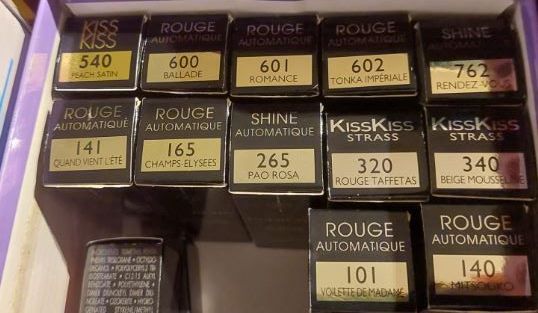 KISS
KISS
540
PEACH SATIN
ROUGE
AUTOMATIQUE
600
BALLADE
ROUGE
AUTOMATIQUE
601
ROMANCE
ROUGE
AUTOMATIQUE
602
TONKA IMPÉRIALE
SHINE
AUTOMATIQUE
762
RENDEZ-VOUS
ROUGE
AUTOMATIQUE
141
QUAND VIENT L'ÉTÉ
ROUGE
AUTOMATIQUE
165
CHAMPS-ELYSEES
SHINE
AUTOMATIQUE
265
PAO ROSA
KISSKISS
STRASS
320
ROUGE TAFFETAS
KISSKISS
STRASS
340
BEIGE MOUSSELINE
ROUGE
AUTOMATIQUE
101
VOILETTE DE MADAME
ROUGE
AUTOMATIQUE
140
MITSOUKO